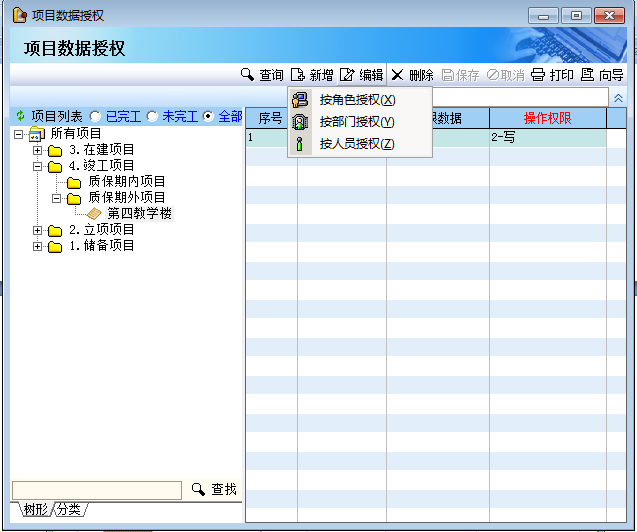 项目数据授权
项目数据授权
查询 新增 编辑 删除 保存 取消 打印 向导
按角色授权(X)
按部门授权(Y)
按人员授权(Z)
项目列表 已完工 未完工 全部
序号 数据 操作权限
1 2-写
所有项目
3.在建项目
4.竣工项目
质保期内项目
质保期外项目
第四教学楼
2.立项项目
1.储备项目
查找
树形 分类